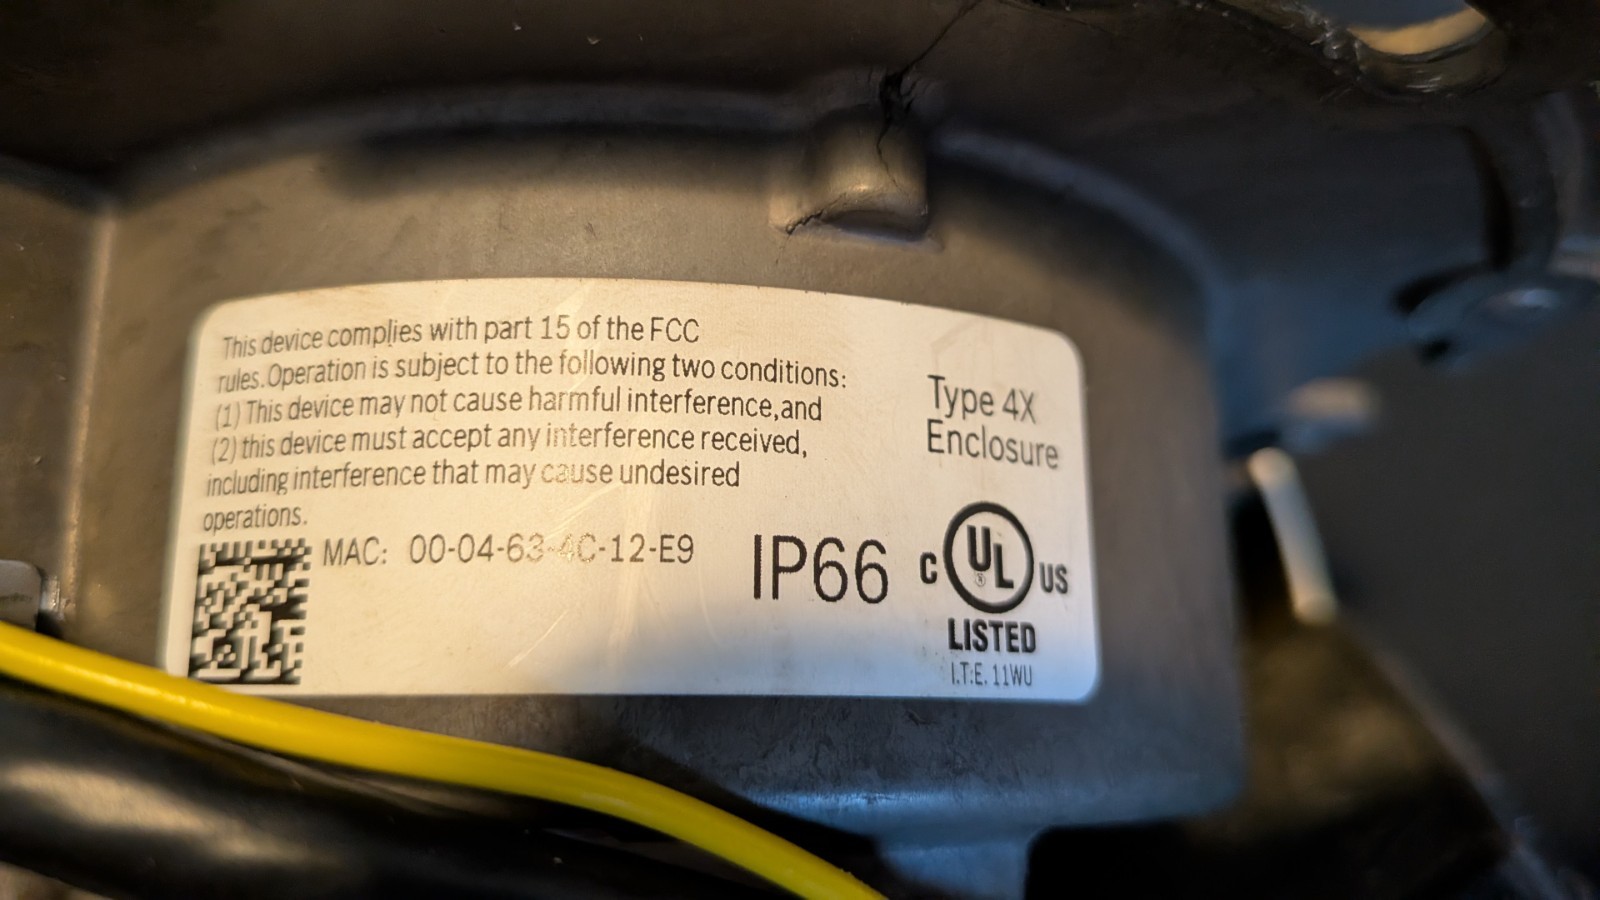 This device complies with part 15 of the FCC
rules.Operation is subject to the following two conditions:
(1) This device may not cause harmful interference,and
(2) this device must accept any interference received,
including interference that may cause undesired
operations.
MAC: 00-04-63-4C-12-E9
IP66
Type 4X
Enclosure
C UL ® US
LISTED
I.T.E. 11WU